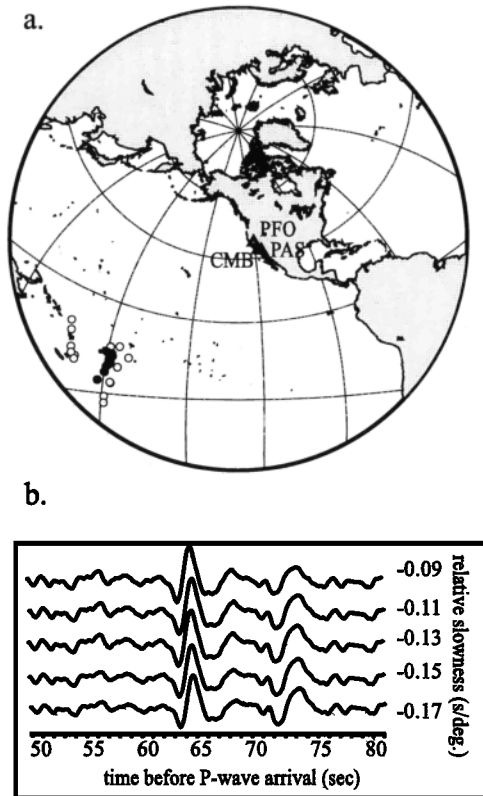 a.
PFO
PAS
CMB
b.
-0.09
-0.11
-0.13
-0.15
-0.17
relative slowness (s/deg.)
50 55 60 65 70 75 80
time before P-wave arrival (sec)